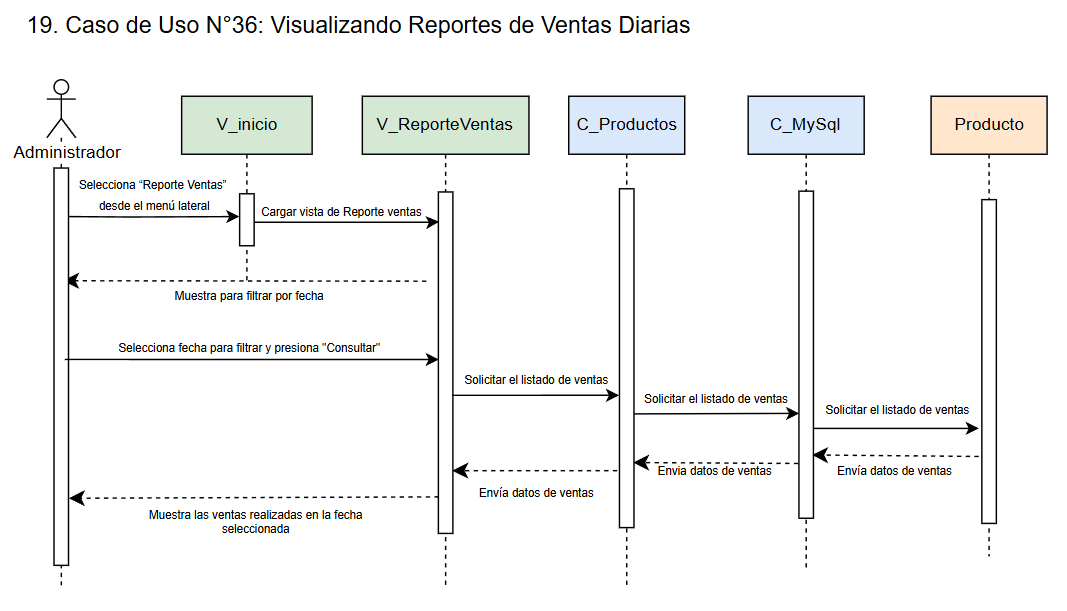 19. Caso de Uso N°36: Visualizando Reportes de Ventas Diarias
Administrador
V_inicio
V_ReporteVentas
C_Productos
C_MySql
Producto
Selecciona “Reporte Ventas”
desde el menú lateral
Cargar vista de Reporte ventas
Muestra para filtrar por fecha
Selecciona fecha para filtrar y presiona "Consultar"
Solicitar el listado de ventas
Solicitar el listado de ventas
Solicitar el listado de ventas
Envía datos de ventas
Envia datos de ventas
Envía datos de ventas
Muestra las ventas realizadas en la fecha
seleccionada